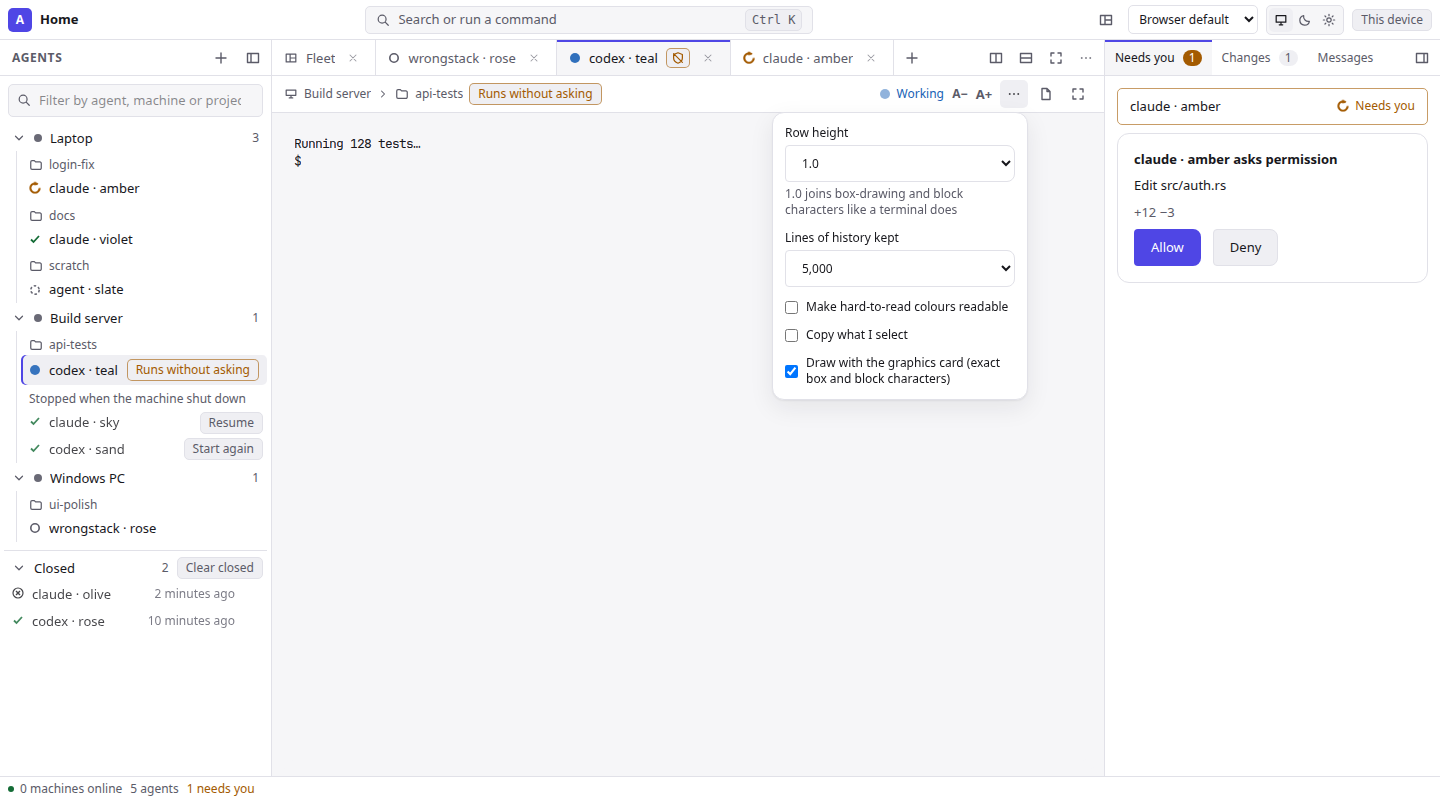 A Home
Search or run a command Ctrl K
Browser default
This device
AGENTS
Filter by agent, machine or projec
Laptop 3
login-fix
claude · amber
docs
claude · violet
scratch
agent · slate
Build server 1
api-tests
codex · teal Runs without asking
Stopped when the machine shut down
claude · sky Resume
codex · sand Start again
Windows PC 1
ui-polish
wrongstack · rose
Closed 2 Clear closed
claude · olive 2 minutes ago
codex · rose 10 minutes ago
Fleet
wrongstack · rose
codex · teal
claude · amber
Build server api-tests Runs without asking
Working A− A+
Running 128 tests…
$
Row height
1.0
1.0 joins box-drawing and block
characters like a terminal does
Lines of history kept
5,000
Make hard-to-read colours readable
Copy what I select
Draw with the graphics card (exact
box and block characters)
Needs you 1
Changes 1
Messages
claude · amber Needs you
claude · amber asks permission
Edit src/auth.rs
+12 −3
Allow Deny
0 machines online 5 agents 1 needs you